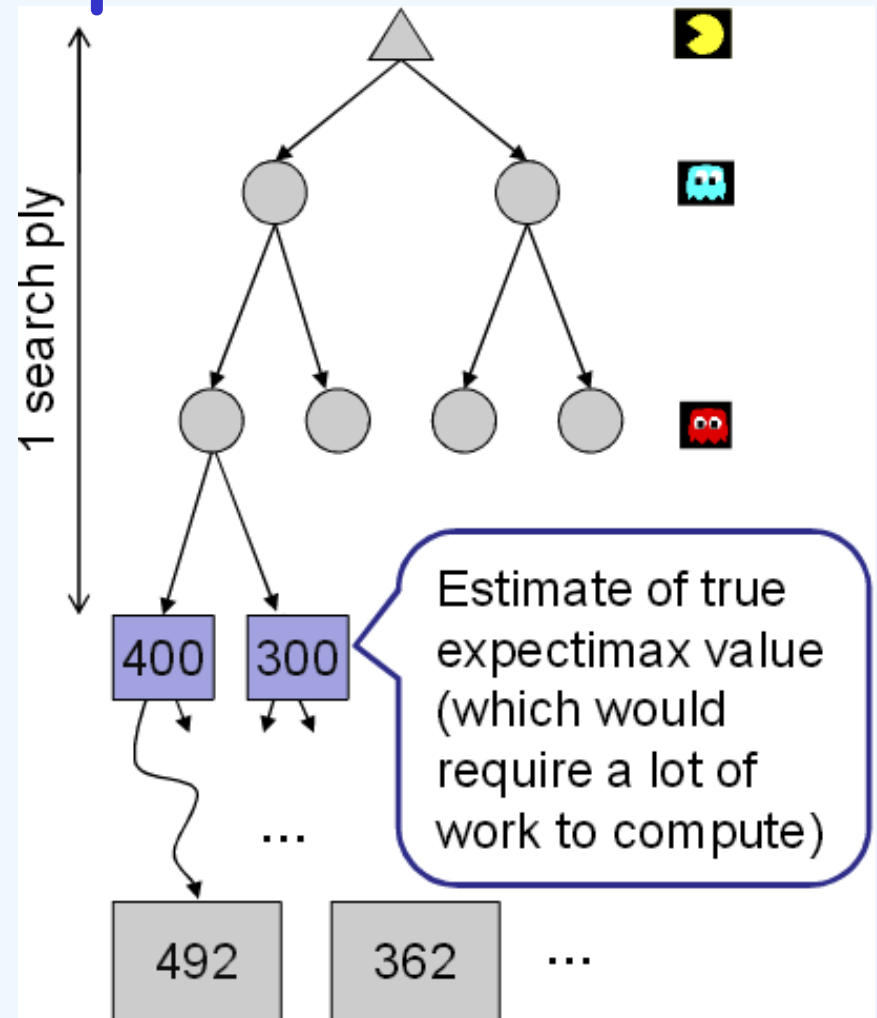 1 search ply
Estimate of true
expectimax value
(which would
require a lot of
work to compute)
400
300
...
492
362
...